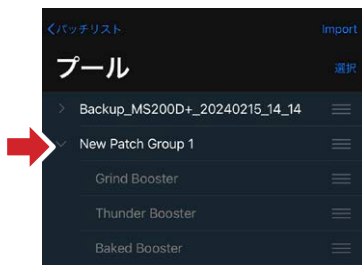 パッチリスト
Import
プール
選択
Backup_MS200D+_20240215_14_14
New Patch Group 1
Grind Booster
Thunder Booster
Baked Booster